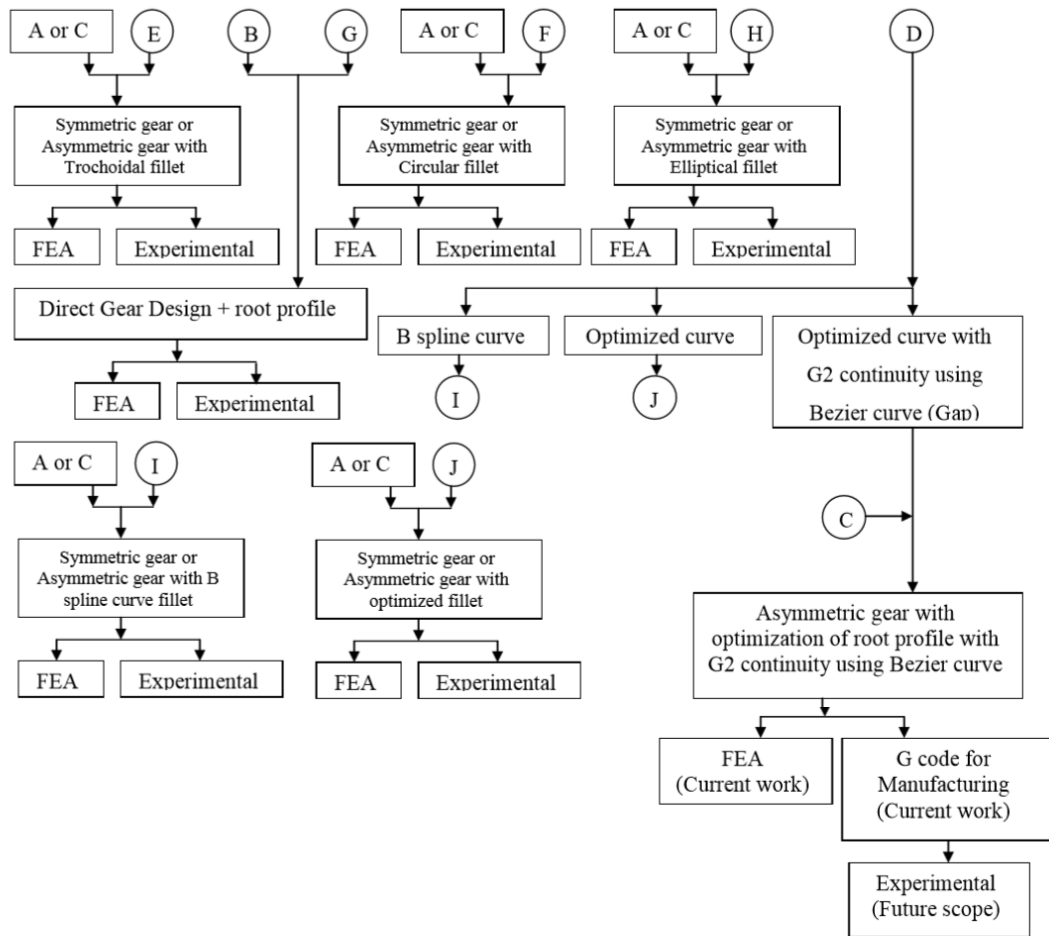 A or C
E
B
G
A or C
F
A or C
H
D
Symmetric gear or
Asymmetric gear with
Trochoidal fillet
Symmetric gear or
Asymmetric gear with
Circular fillet
Symmetric gear or
Asymmetric gear with
Elliptical fillet
FEA
Experimental
FEA
Experimental
FEA
Experimental
Direct Gear Design + root profile
FEA
Experimental
B spline curve
Optimized curve
Optimized curve with
G2 continuity using
Bezier curve (Gap)
I
J
A or C
I
A or C
J
C
Symmetric gear or
Asymmetric gear with B
spline curve fillet
Symmetric gear or
Asymmetric gear with
optimized fillet
FEA
Experimental
FEA
Experimental
Asymmetric gear with
optimization of root profile with
G2 continuity using Bezier curve
FEA
(Current work)
G code for
Manufacturing
(Current work)
Experimental
(Future scope)